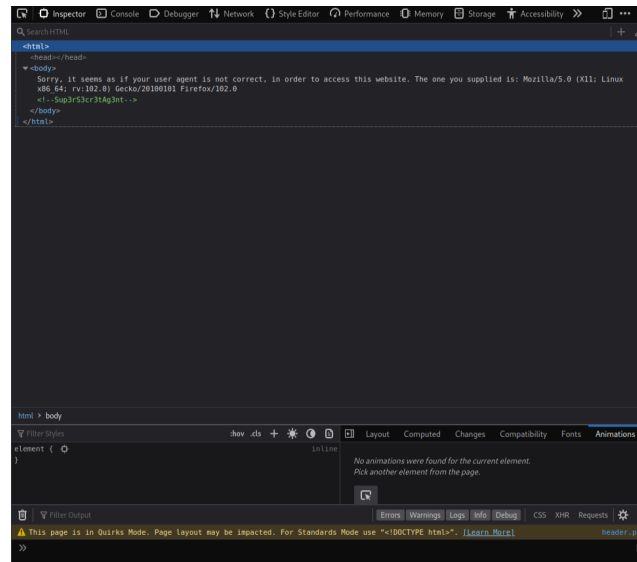 Inspector Console Debugger Network Style Editor Performance Memory Storage Accessibility
Search HTML
<html>
<head></head>
<body>
Sorry, it seems as if your user agent is not correct, in order to access this website. The one you supplied is: Mozilla/5.0 (X11; Linux
x86_64; rv:102.0) Gecko/20100101 Firefox/102.0
<!--Sup3rS3cr3tAg3nt-->
</body>
</html>
html > body
Filter Styles :hov .cls Layout Computed Changes Compatibility Fonts Animations
element { inline
}
No animations were found for the current element.
Pick another element from the page.
Filter Output Errors Warnings Logs Info Debug CSS XHR Requests
This page is in Quirks Mode. Page layout may be impacted. For Standards Mode use "<!DOCTYPE html>". [Learn More] header.p